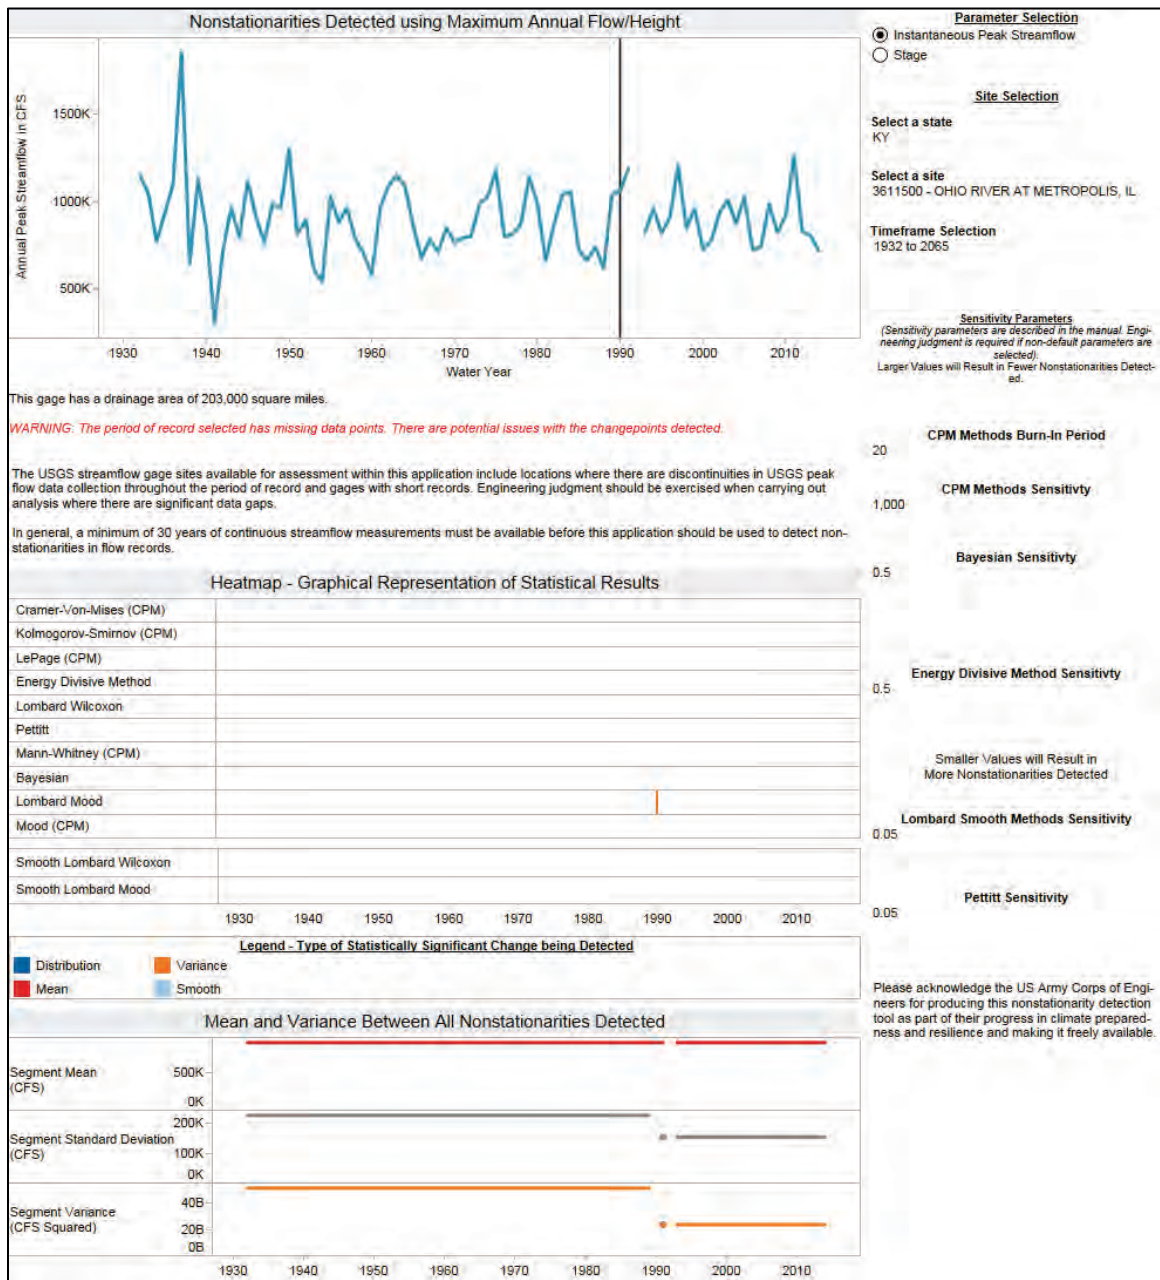 Nonstationarities Detected using Maximum Annual Flow/Height
Annual Peak Streamflow in CFS
1500K
1000K
500K
1930 1940 1950 1960 1970 1980 1990 2000 2010
Water Year
This gage has a drainage area of 203,000 square miles.
WARNING: The period of record selected has missing data points. There are potential issues with the changepoints detected.
The USGS streamflow gage sites available for assessment within this application include locations where there are discontinuities in USGS peak
flow data collection throughout the period of record and gages with short records. Engineering judgment should be exercised when carrying out
analysis where there are significant data gaps.
In general, a minimum of 30 years of continuous streamflow measurements must be available before this application should be used to detect non-
stationarities in flow records.
Heatmap - Graphical Representation of Statistical Results
Cramer-Von-Mises (CPM)
Kolmogorov-Smirnov (CPM)
LePage (CPM)
Energy Divisive Method
Lombard Wilcoxon
Pettitt
Mann-Whitney (CPM)
Bayesian
Lombard Mood
Mood (CPM)
Smooth Lombard Wilcoxon
Smooth Lombard Mood
1930 1940 1950 1960 1970 1980 1990 2000 2010
Legend - Type of Statistically Significant Change being Detected
Distribution Variance
Mean Smooth
Mean and Variance Between All Nonstationarities Detected
Segment Mean
(CFS)
500K
0K
Segment Standard Deviation
(CFS)
200K
100K
0K
Segment Variance
(CFS Squared)
40B
20B
0B
1930 1940 1950 1960 1970 1980 1990 2000 2010
Parameter Selection
Instantaneous Peak Streamflow
Stage
Site Selection
Select a state
KY
Select a site
3611500 - OHIO RIVER AT METROPOLIS, IL
Timeframe Selection
1932 to 2065
Sensitivity Parameters
(Sensitivity parameters are described in the manual. Engi-
neering judgment is required if non-default parameters are
selected).
Larger Values will Result in Fewer Nonstationarities Detect-
ed.
CPM Methods Burn-In Period
20
CPM Methods Sensitivty
1,000
Bayesian Sensitivty
0.5
Energy Divisive Method Sensitivty
0.5
Smaller Values will Result in
More Nonstationarities Detected
Lombard Smooth Methods Sensitivity
0.05
Pettitt Sensitivity
0.05
Please acknowledge the US Army Corps of Engi-
neers for producing this nonstationarity detection
tool as part of their progress in climate prepared-
ness and resilience and making it freely available.